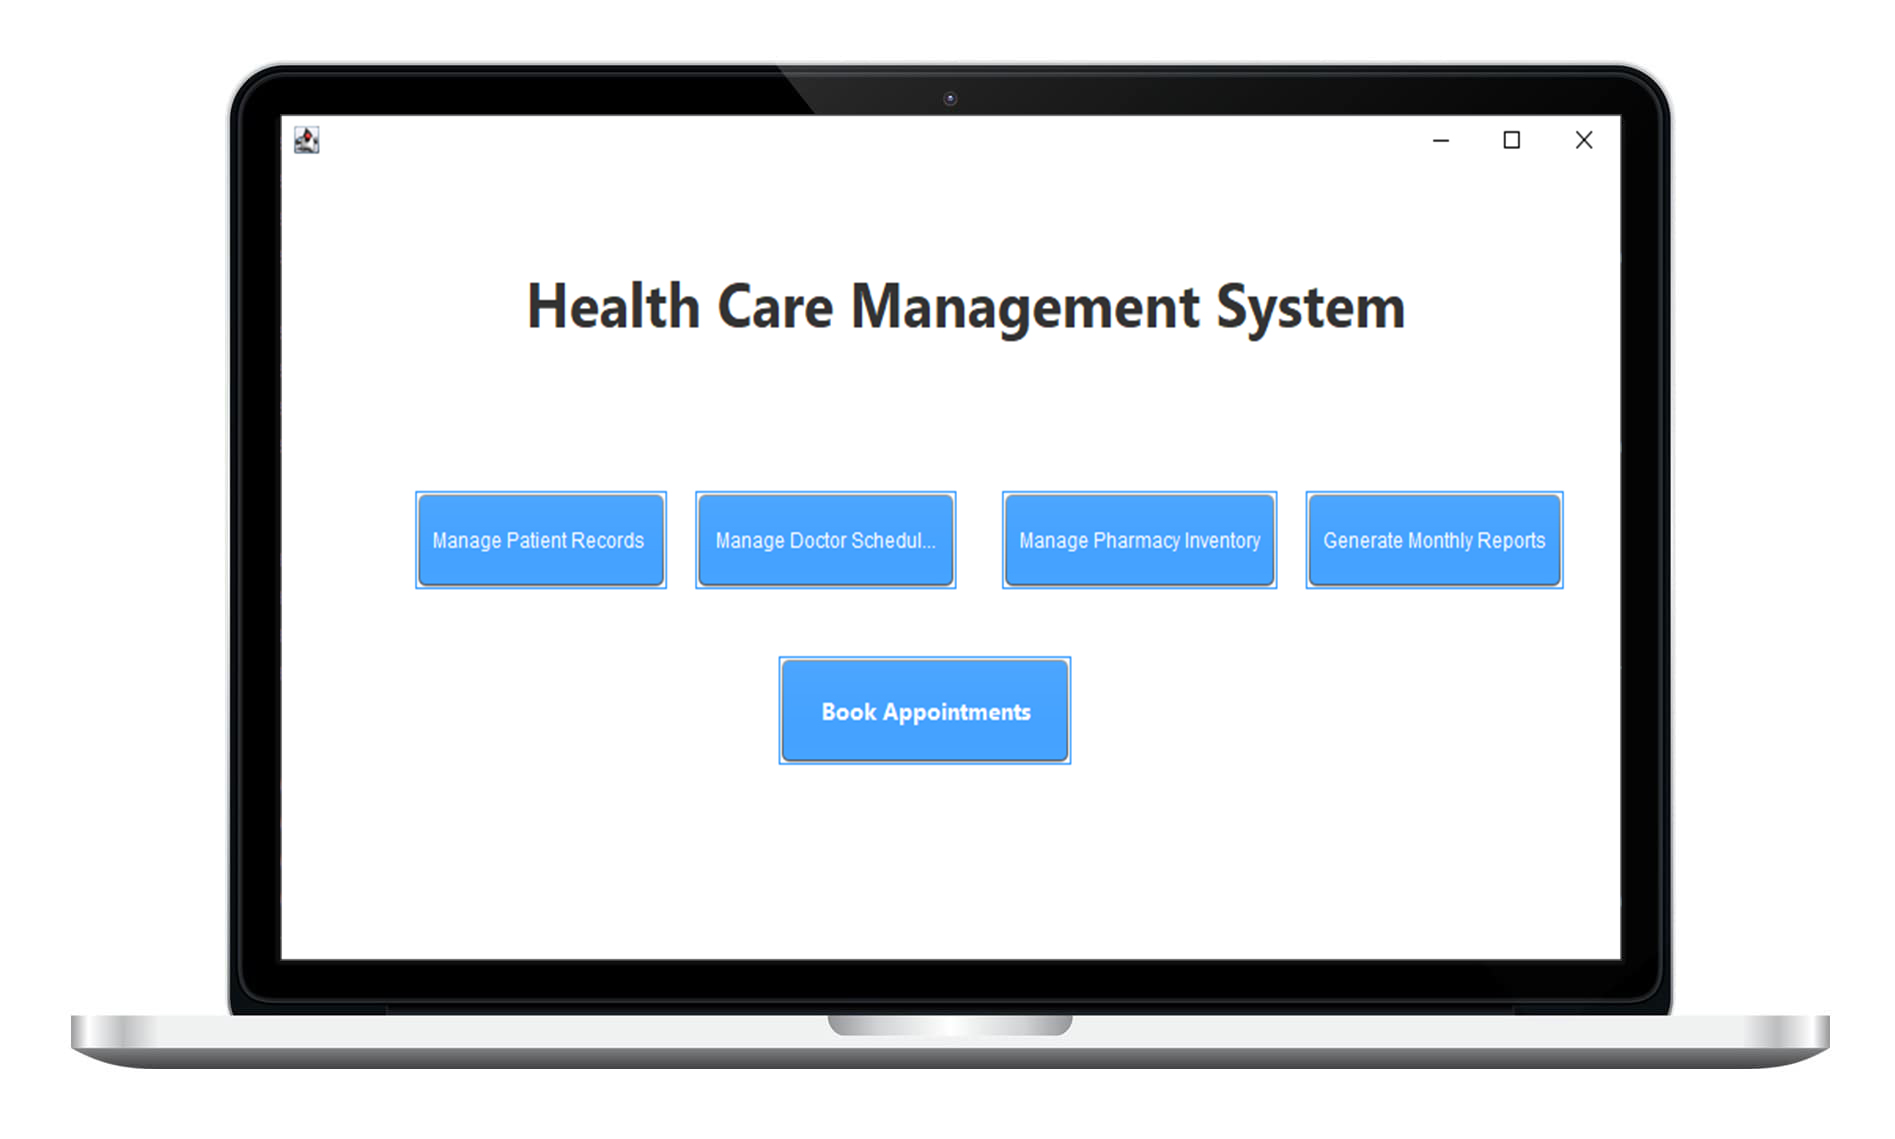 Health Care Management System
Manage Patient Records
Manage Doctor Schedul...
Manage Pharmacy Inventory
Generate Monthly Reports
Book Appointments